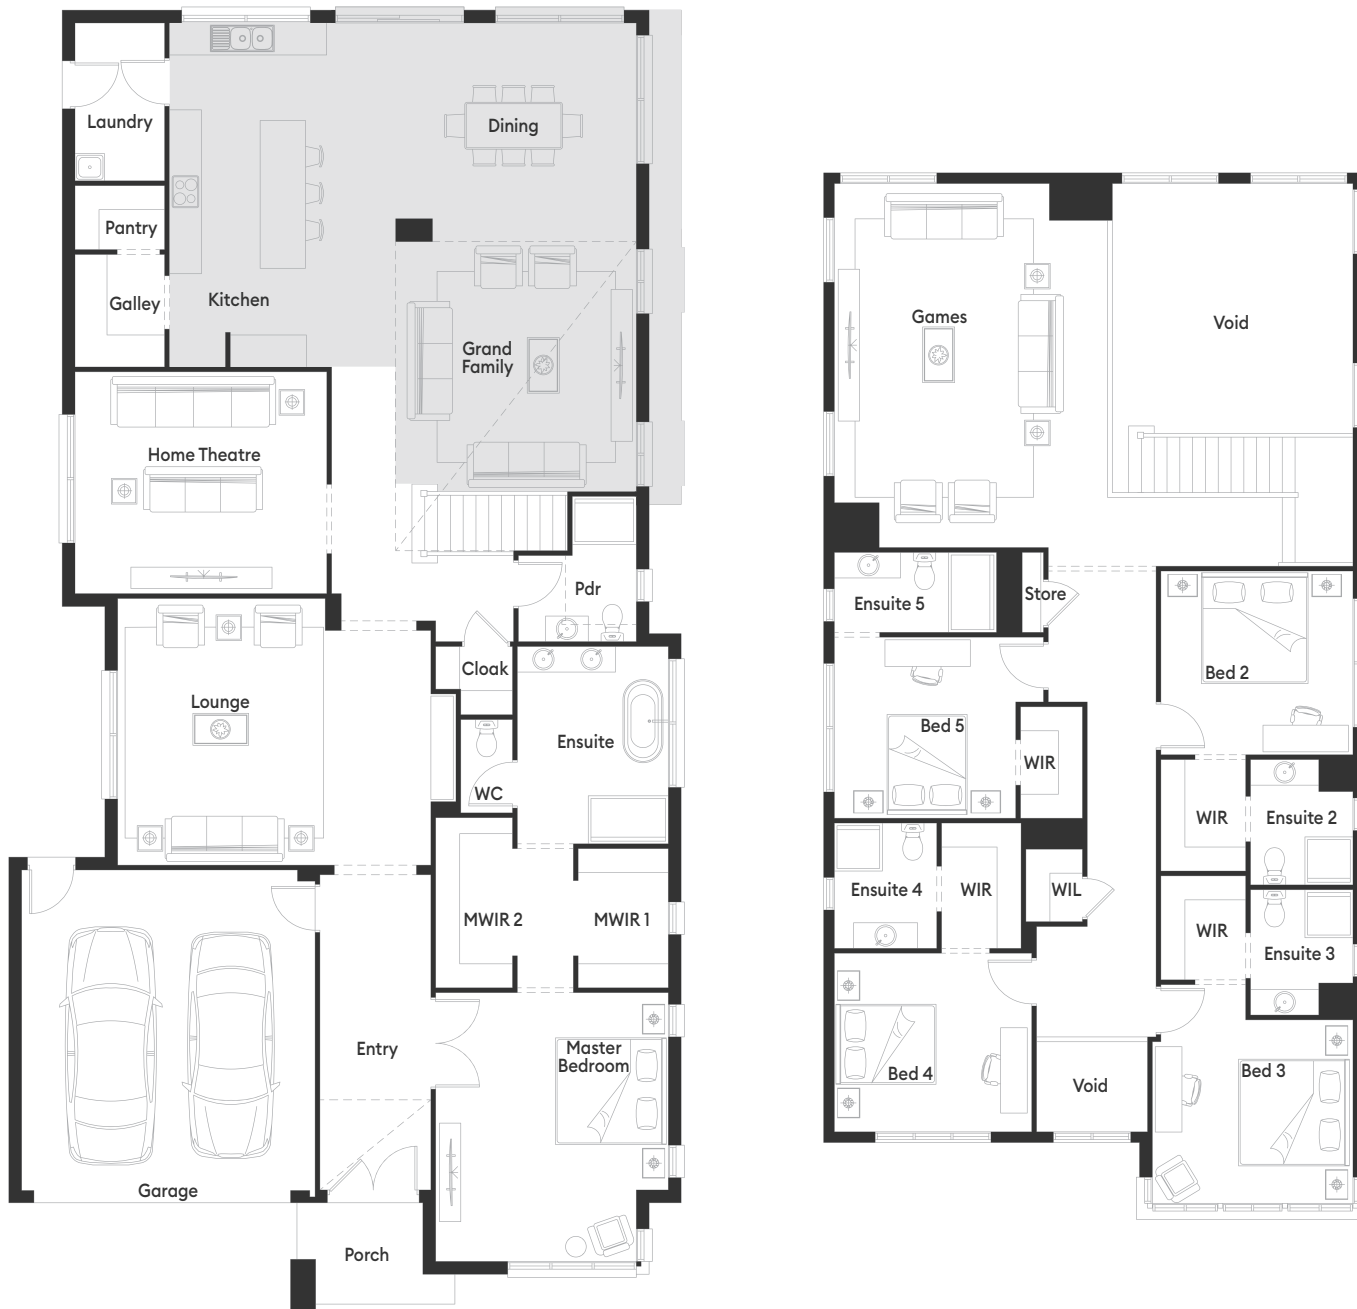 Laundry
Dining
Pantry
Galley
Kitchen
Grand
Family
Home Theatre
Pdr
Cloak
Lounge
Ensuite
WC
MWIR 2
MWIR 1
Entry
Master
Bedroom
Garage
Porch
Games
Void
Ensuite 5
Store
Bed 2
Bed 5
WIR
WIR
Ensuite 2
Ensuite 4
WIR
WIL
WIR
Ensuite 3
Bed 4
Void
Bed 3